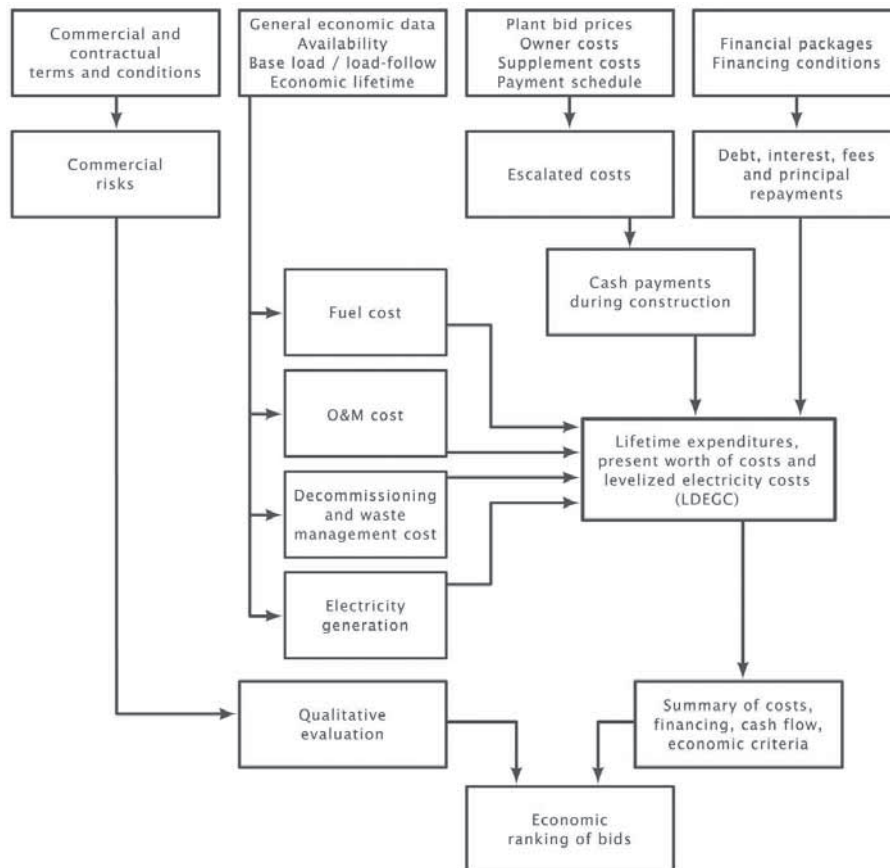 Commercial and
contractual
terms and conditions
General economic data
Availability
Base load / load-follow
Economic lifetime
Plant bid prices
Owner costs
Supplement costs
Payment schedule
Financial packages
Financing conditions
Commercial
risks
Escalated costs
Debt, interest, fees
and principal
repayments
Cash payments
during construction
Fuel cost
O&M cost
Lifetime expenditures,
present worth of costs and
levelized electricity costs
(LDEGC)
Decommissioning
and waste
management cost
Electricity
generation
Qualitative
evaluation
Summary of costs,
financing, cash flow,
economic criteria
Economic
ranking of bids